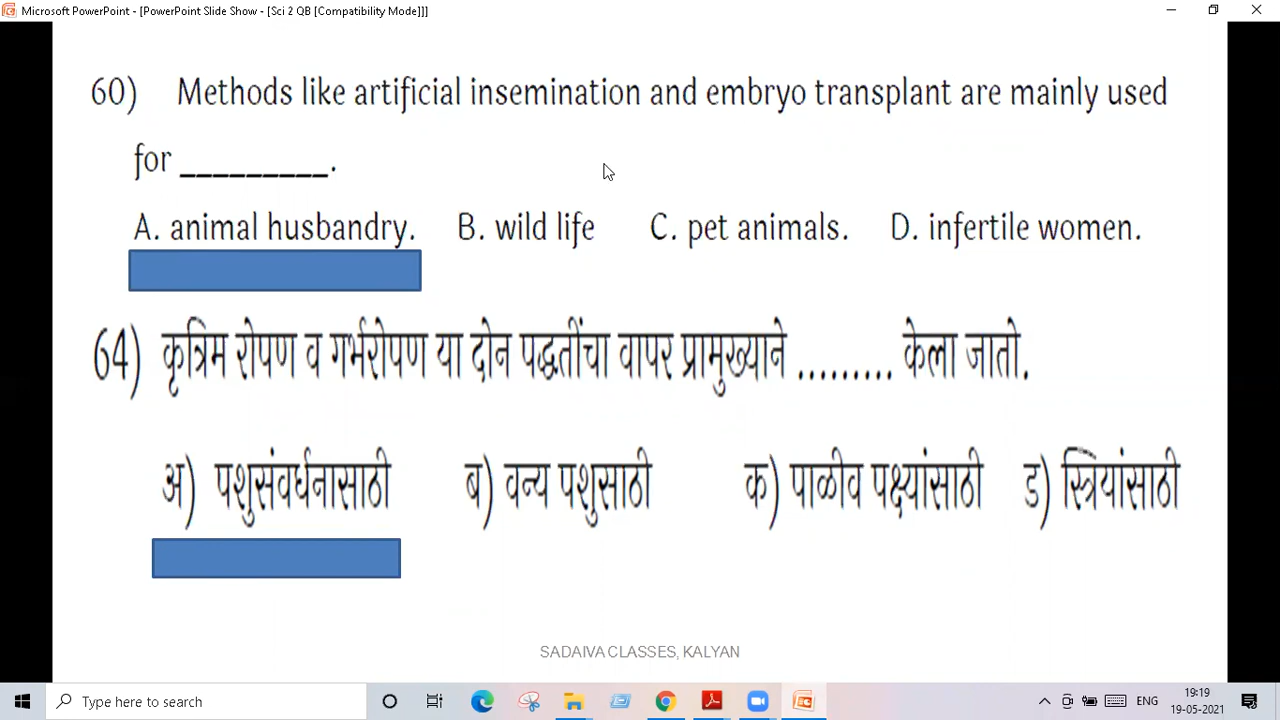 Microsoft PowerPoint - [PowerPoint Slide Show - [Sci 2 QB [Compatibility Mode]]]
60) Methods like artificial insemination and embryo transplant are mainly used
for _________.
A. animal husbandry. B. wild life C. pet animals. D. infertile women.
64) कृत्रिम रोपण व गर्भरोपण या दोन पद्धतींचा वापर प्रामुख्याने ......... केला जातो.
अ) पशुसंवर्धनासाठी ब) वन्य पशुसाठी क) पाळीव पक्ष्यांसाठी ड) स्त्रियांसाठी
SADAIVA CLASSES, KALYAN
Type here to search
ENG
19:19
19-05-2021